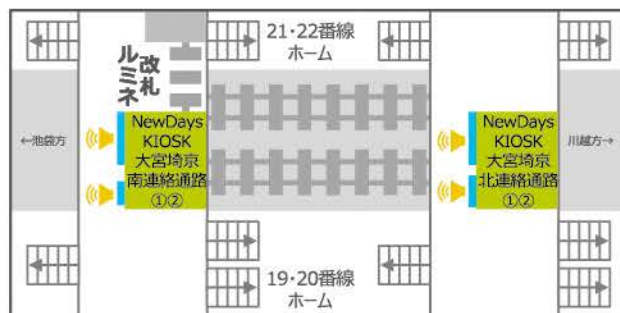 21・22番線
ホーム
ルミネ
改札
←池袋方
NewDays
KIOSK
大宮埼京
南連絡通路
①②
NewDays
KIOSK
大宮埼京
北連絡通路
①②
川越方→
19・20番線
ホーム